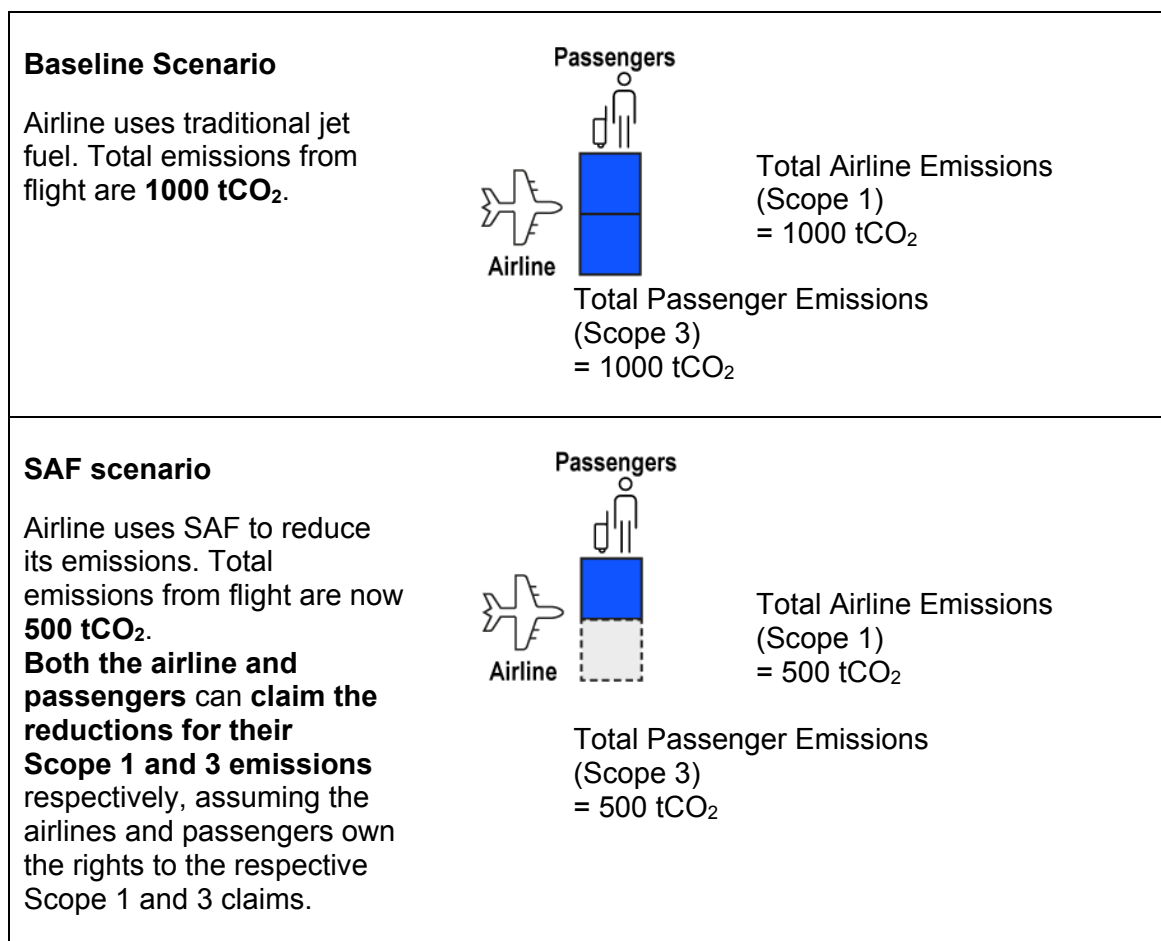 Baseline Scenario
Airline uses traditional jet
fuel. Total emissions from
flight are 1000 tCO₂.
Passengers
Airline
Total Airline Emissions
(Scope 1)
= 1000 tCO₂
Total Passenger Emissions
(Scope 3)
= 1000 tCO₂
SAF scenario
Airline uses SAF to reduce
its emissions. Total
emissions from flight are now
500 tCO₂.
Both the airline and
passengers can claim the
reductions for their
Scope 1 and 3 emissions
respectively, assuming the
airlines and passengers own
the rights to the respective
Scope 1 and 3 claims.
Passengers
Airline
Total Airline Emissions
(Scope 1)
= 500 tCO₂
Total Passenger Emissions
(Scope 3)
= 500 tCO₂